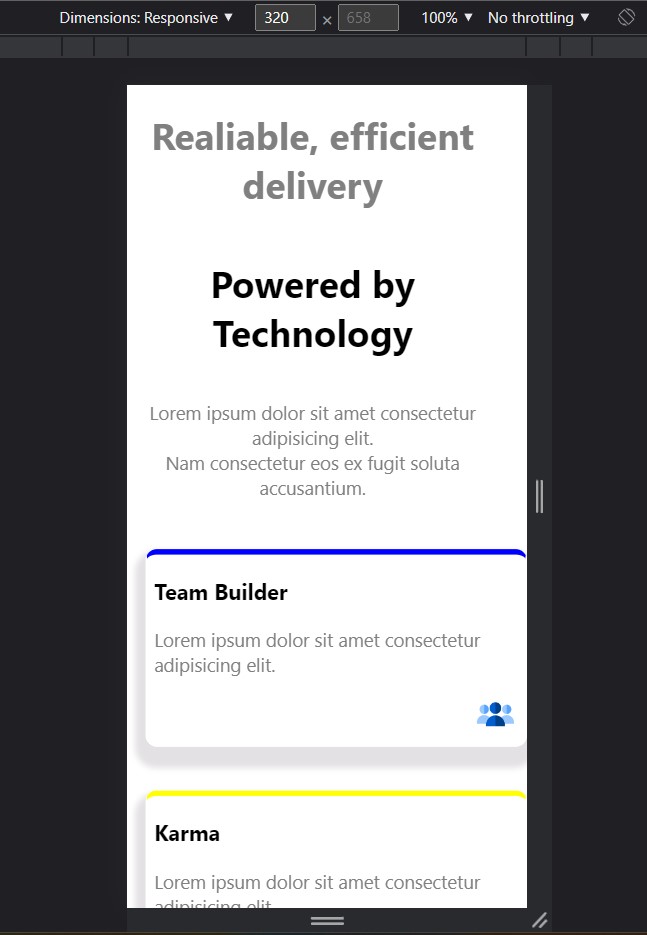 Dimensions: Responsive ▼ 320 × 658 100% ▼ No throttling ▼
Realiable, efficient
delivery
Powered by
Technology
Lorem ipsum dolor sit amet consectetur
adipisicing elit.
Nam consectetur eos ex fugit soluta
accusantium.
Team Builder
Lorem ipsum dolor sit amet consectetur
adipisicing elit.
Karma
Lorem ipsum dolor sit amet consectetur
adipisicing elit.